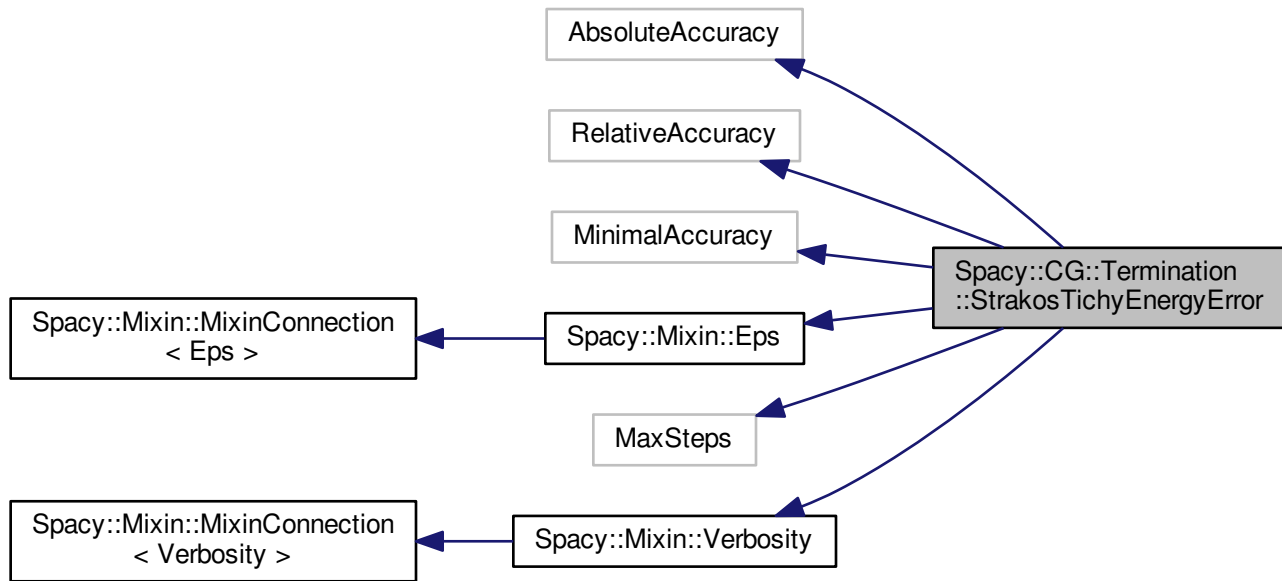 AbsoluteAccuracy
RelativeAccuracy
MinimalAccuracy
Spacy::CG::Termination
::StrakosTichyEnergyError
Spacy::Mixin::MixinConnection
< Eps >
Spacy::Mixin::Eps
MaxSteps
Spacy::Mixin::MixinConnection
< Verbosity >
Spacy::Mixin::Verbosity